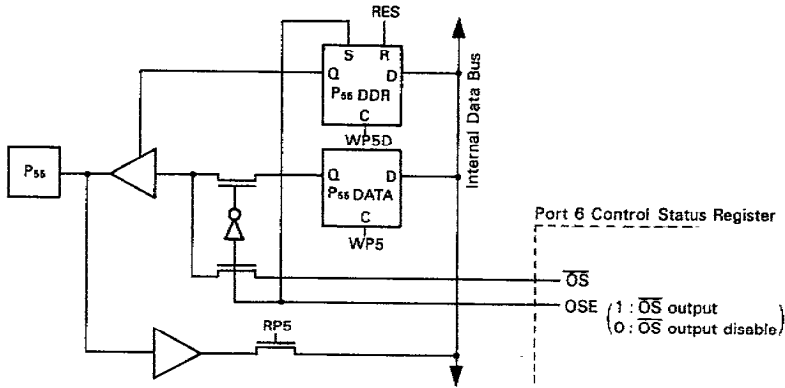 RES
S R
Q D
P₅₅ DDR
C
WP5D
Internal Data Bus
P₅₅
Q D
P₅₅ DATA
C
WP5
Port 6 Control Status Register
OS
OSE (1 : OS output
0 : OS output disable)
RP5